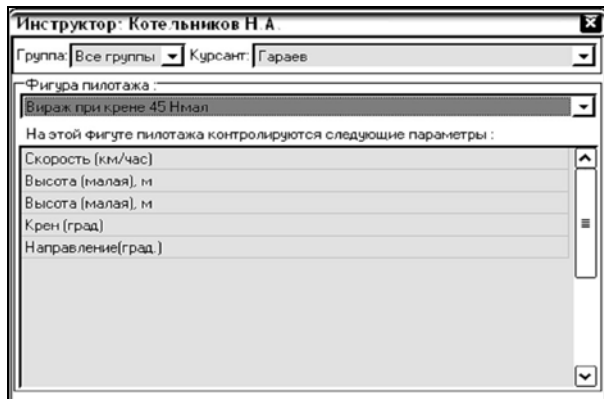 Инструктор: Котельников Н.А.
Группа: Все группы Курсант: Гараев
Фигура пилотажа :
Вираж при крене 45 Нмал
На этой фигуте пилотажа контролируются следующие параметры :
Скорость (км/час)
Высота (малая), м
Высота (малая), м
Крен (град)
Направление(град.)